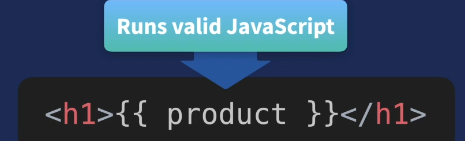 Runs valid JavaScript
<h1>{{ product }}</h1>